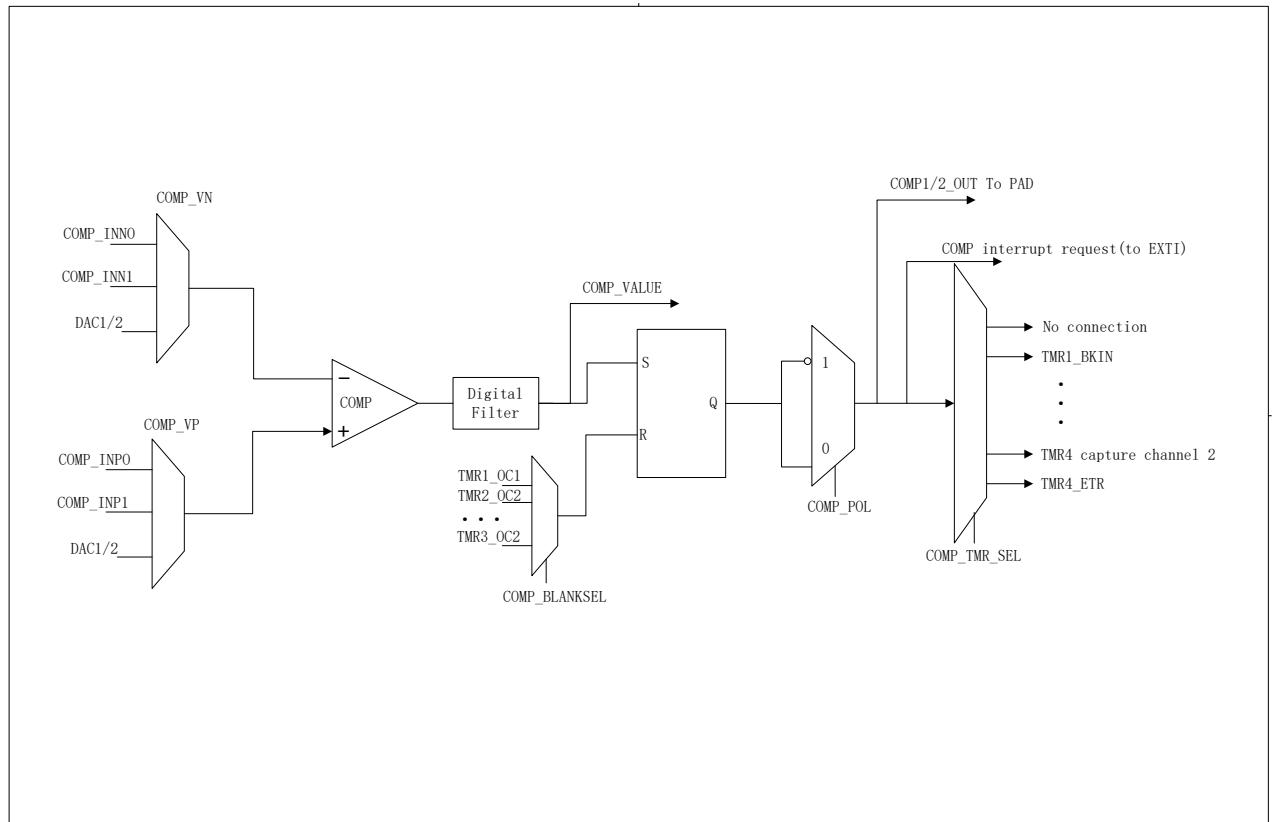 COMP1/2_OUT To PAD
COMP_VN
COMP_INN0
COMP interrupt request(to EXTI)
COMP_INN1
COMP_VALUE
DAC1/2
No connection
TMR1_BKIN
S
1
Digital
Filter
−
COMP
+
Q
COMP_VP
R
0
COMP_INP0
TMR4 capture channel 2
TMR1_OC1
TMR4_ETR
TMR2_OC2
COMP_INP1
COMP_POL
...
TMR3_OC2
DAC1/2
COMP_TMR_SEL
COMP_BLANKSEL